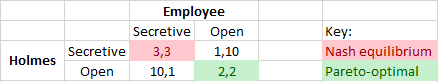 Employee
Secretive Open Key:
Holmes Secretive 3,3 1,10 Nash equilibrium
Open 10,1 2,2 Pareto-optimal